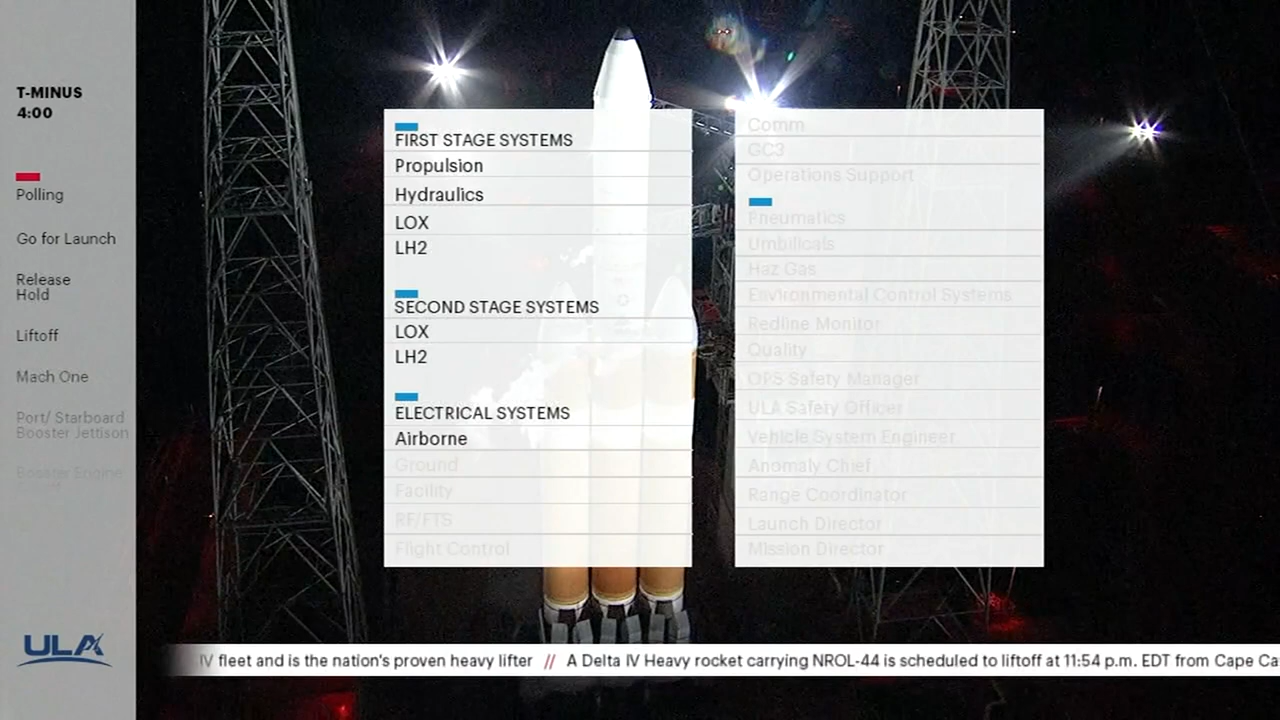 T-MINUS
4:00
Polling
Go for Launch
Release
Hold
Liftoff
Mach One
Port/ Starboard
Booster Jettison
Booster Engine
ULA
FIRST STAGE SYSTEMS
Propulsion
Hydraulics
LOX
LH2
SECOND STAGE SYSTEMS
LOX
LH2
ELECTRICAL SYSTEMS
Airborne
Ground
Facility
RF/FTS
Flight Control
Comm
GC3
Operations Support
Pneumatics
Umbilicals
Haz Gas
Environmental Control Systems
Redline Monitor
Quality
OPS Safety Manager
ULA Safety Officer
Vehicle System Engineer
Anomaly Chief
Range Coordinator
Launch Director
Mission Director
IV fleet and is the nation's proven heavy lifter // A Delta IV Heavy rocket carrying NROL-44 is scheduled to liftoff at 11:54 p.m. EDT from Cape Ca